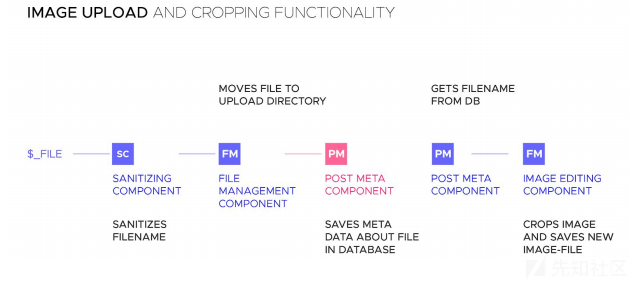 IMAGE UPLOAD AND CROPPING FUNCTIONALITY
MOVES FILE TO
UPLOAD DIRECTORY
GETS FILENAME
FROM DB
$_FILE
SC
FM
PM
PM
FM
SANITIZING
COMPONENT
FILE
MANAGEMENT
COMPONENT
POST META
COMPONENT
POST META
COMPONENT
IMAGE EDITING
COMPONENT
SANITIZES
FILENAME
SAVES META
DATA ABOUT FILE
IN DATABASE
CROPS IMAGE
AND SAVES NEW
IMAGE-FILE
先知社区